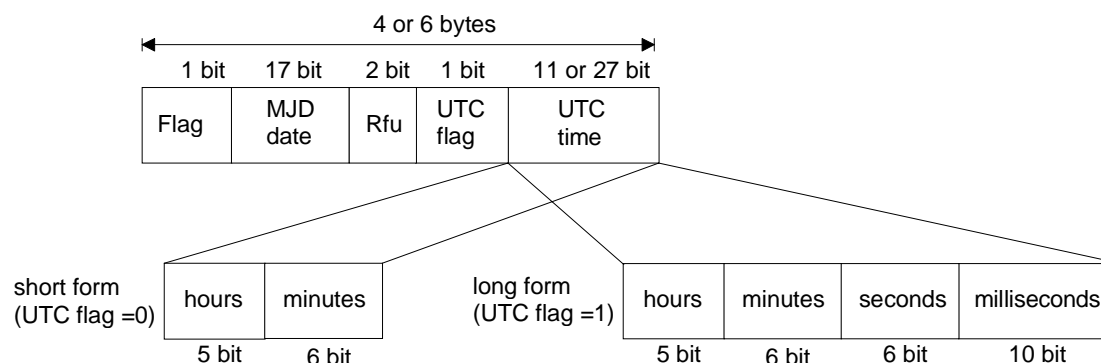 4 or 6 bytes
1 bit 17 bit 2 bit 1 bit 11 or 27 bit
Flag MJD date Rfu UTC flag UTC time
short form
(UTC flag =0)
hours minutes
5 bit 6 bit
long form
(UTC flag =1)
hours minutes seconds milliseconds
5 bit 6 bit 6 bit 10 bit